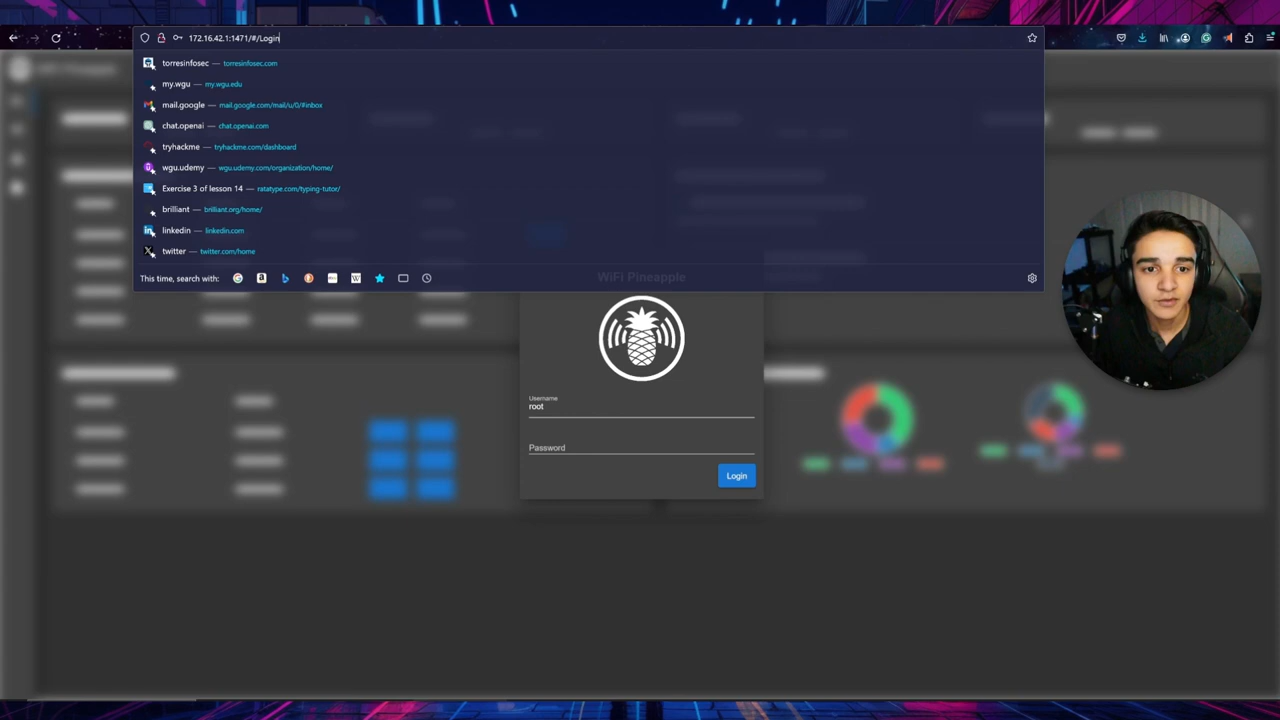 172.16.42.1:1471/#/Login
torresinfosec — torresinfosec.com
my.wgu — my.wgu.edu
mail.google — mail.google.com/mail/u/0/#inbox
chat.openai — chat.openai.com
tryhackme — tryhackme.com/dashboard
wgu.udemy — wgu.udemy.com/organization/home/
Exercise 3 of lesson 14 — ratatype.com/typing-tutor/
brilliant — brilliant.org/home/
linkedin — linkedin.com
twitter — twitter.com/home
This time, search with:
WiFi Pineapple
Username
root
Password
Login